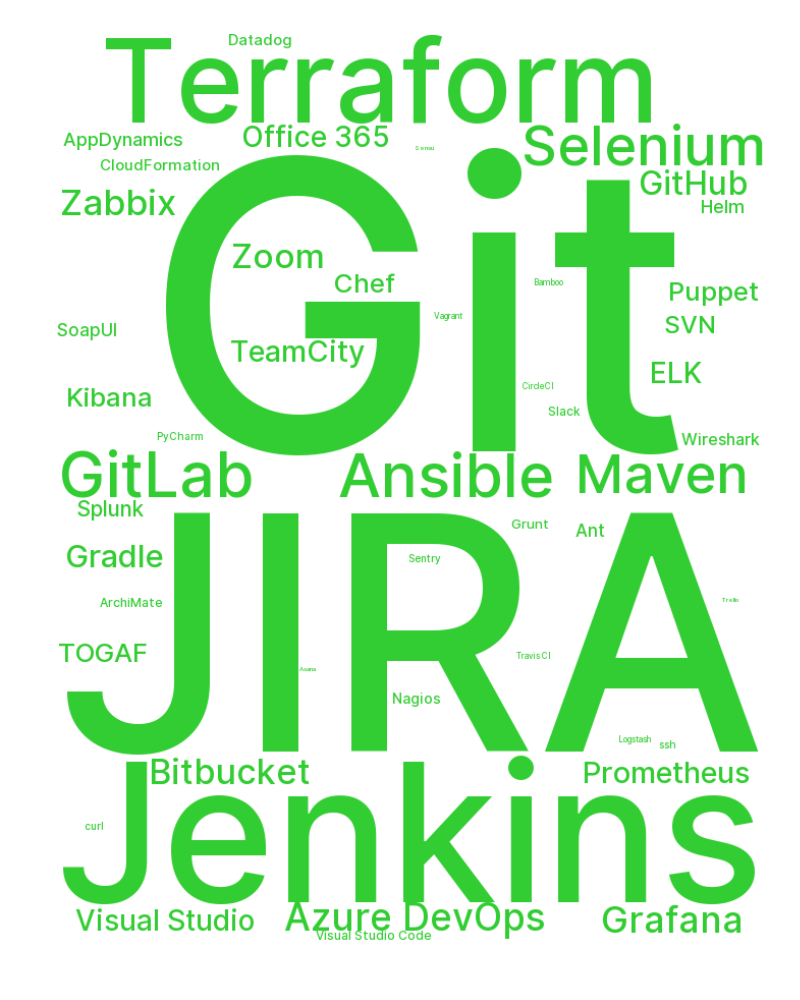 Datadog
Terraform
AppDynamics
Office 365
Selenium
CloudFormation
GitHub
Zabbix
Helm
Git
Zoom
Chef
Bamboo
Puppet
Vagrant
SVN
SoapUI
TeamCity
ELK
CircleCI
Kibana
Slack
PyCharm
Wireshark
GitLab
Ansible
Maven
Splunk
Grunt
Ant
JIRA
Gradle
Sentry
ArchiMate
Trello
TOGAF
Travis CI
Asana
Nagios
Logstash
ssh
Bitbucket
Prometheus
Jenkins
curl
Visual Studio
Azure DevOps
Grafana
Visual Studio Code